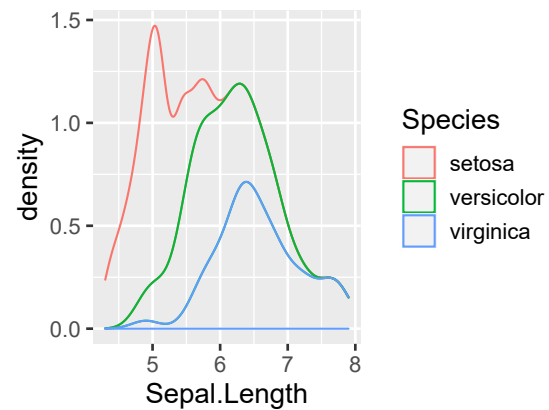 1.5
1.0
0.5
0.0
density
5 6 7 8
Sepal.Length
Species
setosa
versicolor
virginica